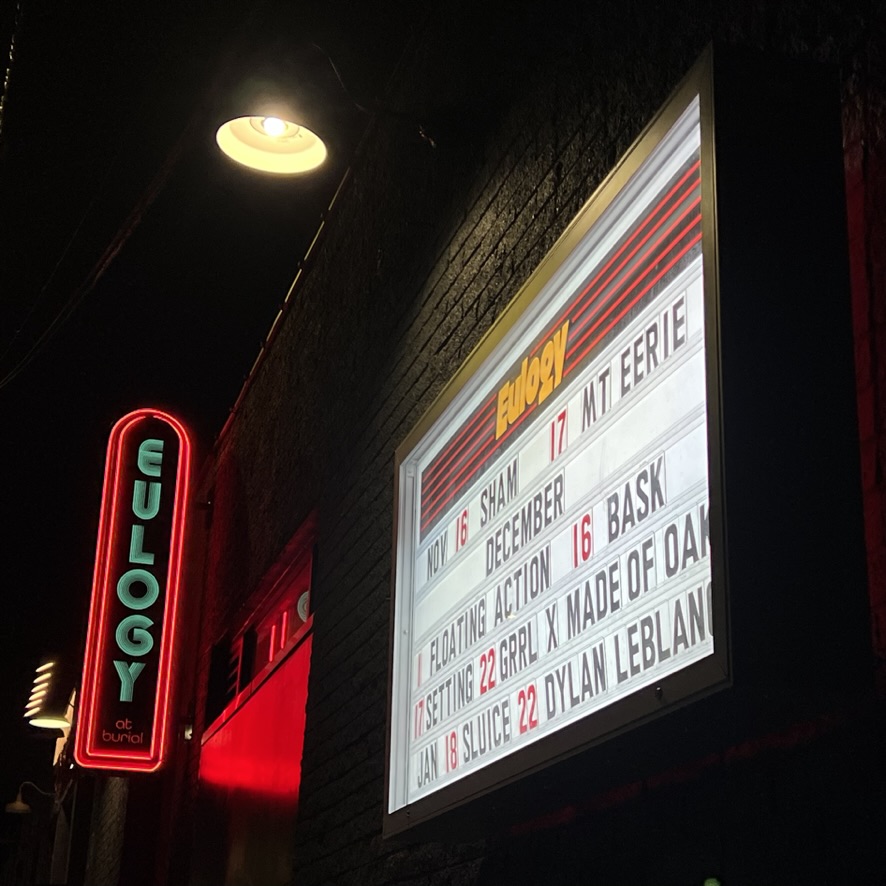 EULOGY
at
burial
Eulogy
NOV 16 SHAM 17 MT EERIE
DECEMBER
1 FLOATING ACTION 16 BASK
17 SETTING 22 GRRL X MADE OF OAK
JAN 18 SLUICE 22 DYLAN LEBLANC